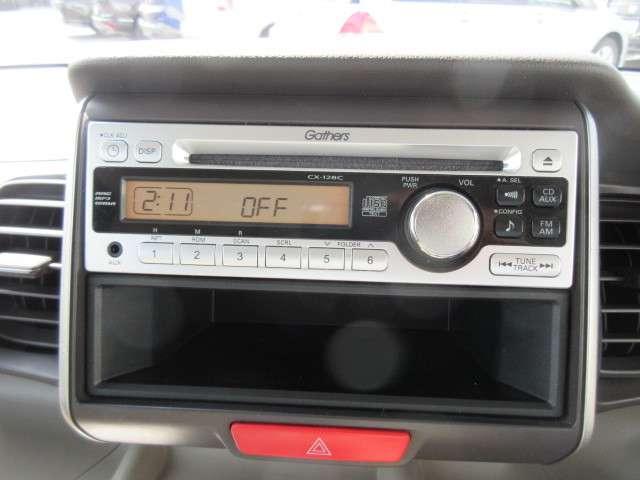 Gathers
CLK ADJ
DISP
A. SEL
CX-128C
PUSH
PWR
VOL
CD
AUX
2:11
OFF
CONFIG
FM
AM
H M R
RPT RDM SCAN SCRL ∨ FOLDER ∧
1 2 3 4 5 6
AUX
TUNE
TRACK